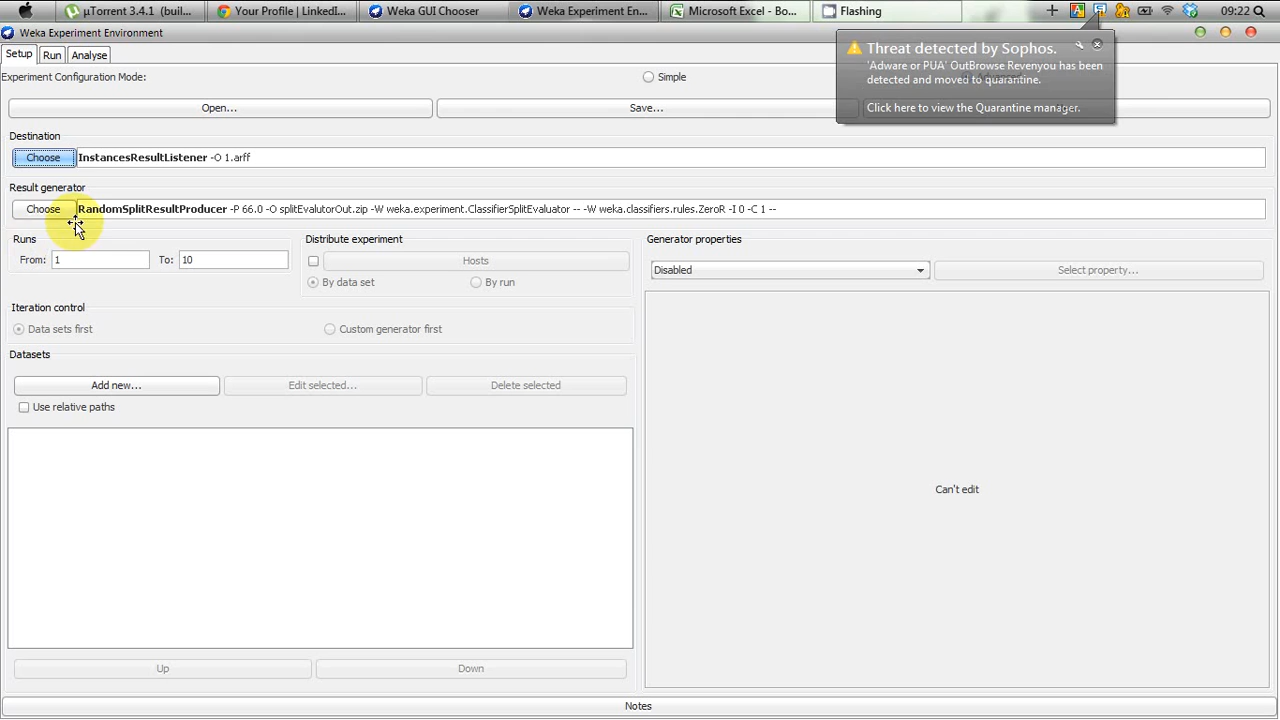 µTorrent 3.4.1 (buil...
Your Profile | LinkedI...
Weka GUI Chooser
Weka Experiment En...
Microsoft Excel - Bo...
Flashing
09:22
Weka Experiment Environment
Threat detected by Sophos.
'Adware or PUA' OutBrowse Revenyou has been
detected and moved to quarantine.
Click here to view the Quarantine manager.
Setup
Run
Analyse
Experiment Configuration Mode:
Simple
Open...
Save...
Destination
Choose
InstancesResultListener -O 1.arff
Result generator
Choose
RandomSplitResultProducer -P 66.0 -O splitEvalutorOut.zip -W weka.experiment.ClassifierSplitEvaluator -- -W weka.classifiers.rules.ZeroR -I 0 -C 1 --
Runs
From: 1
To: 10
Distribute experiment
Hosts
By data set
By run
Generator properties
Disabled
Select property...
Iteration control
Data sets first
Custom generator first
Datasets
Add new...
Edit selected...
Delete selected
Use relative paths
Can't edit
Up
Down
Notes